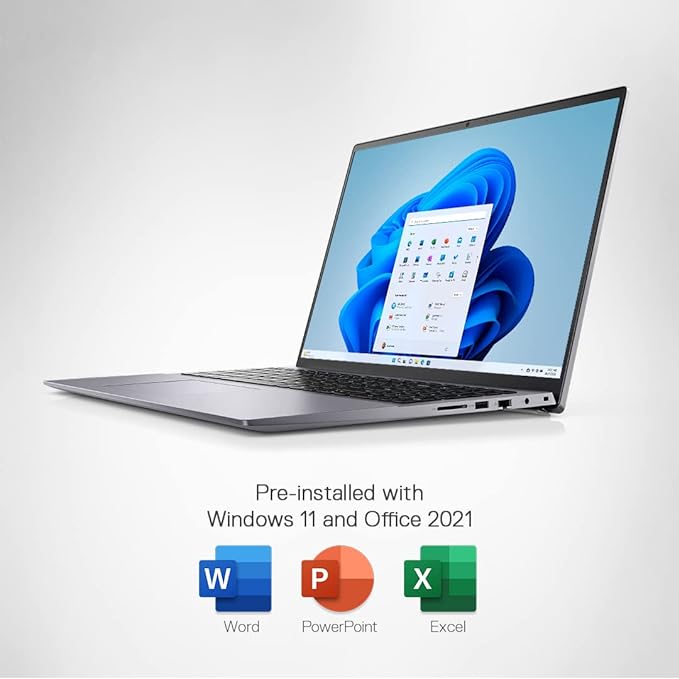 Pre-installed with
Windows 11 and Office 2021
W
P
X
Word
PowerPoint
Excel